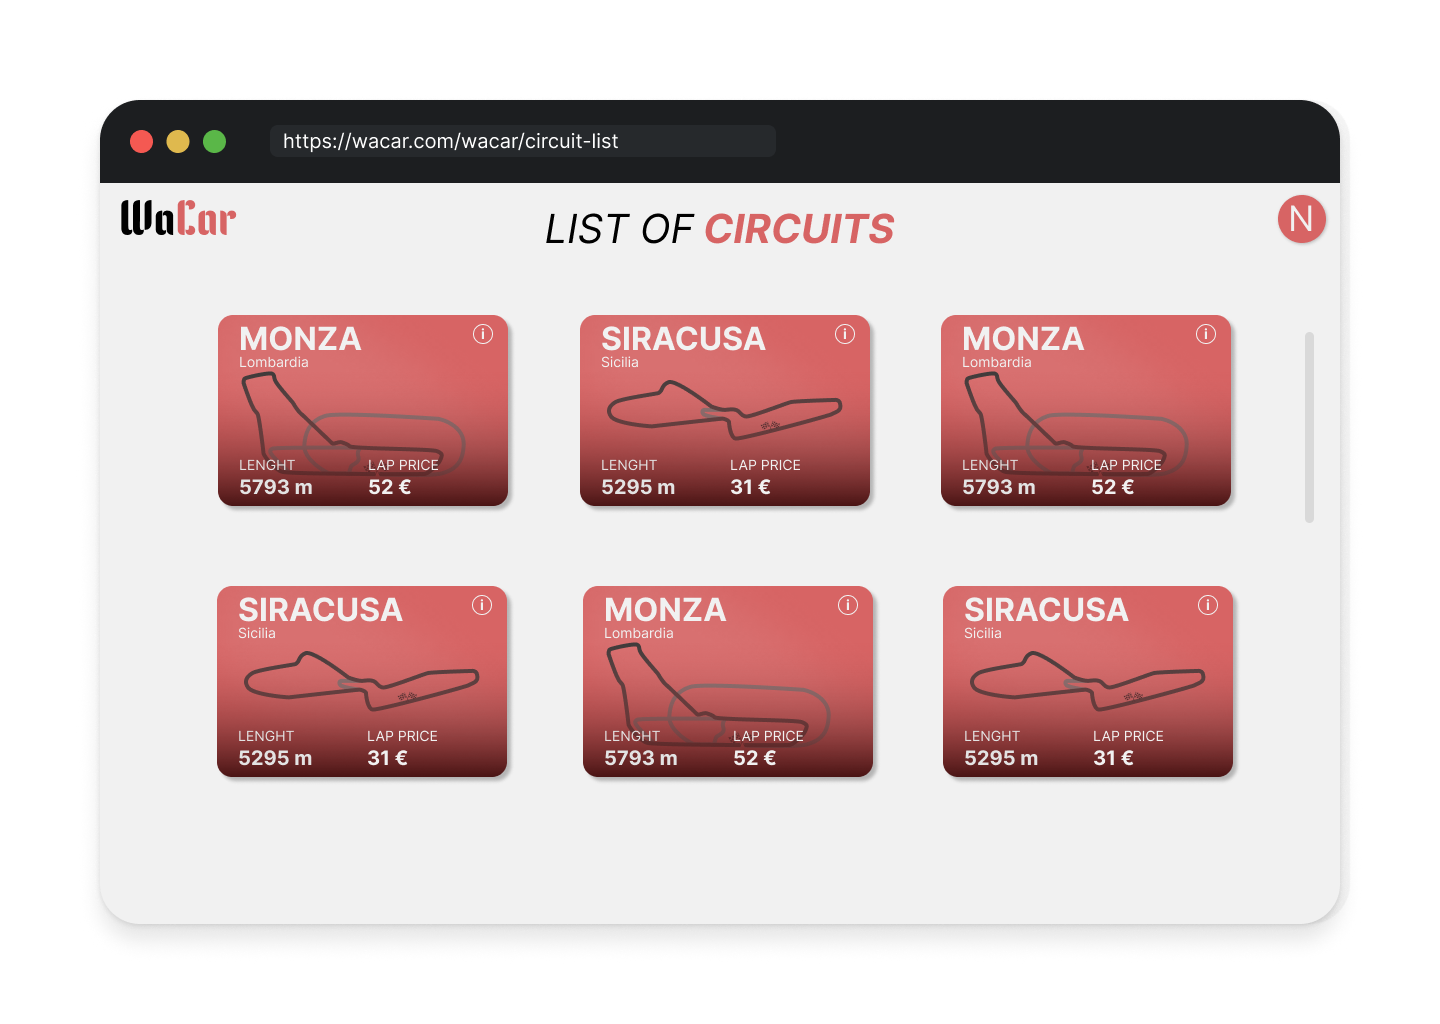 https://wacar.com/wacar/circuit-list
WaCar
LIST OF CIRCUITS
N
MONZA
Lombardia
LENGHT LAP PRICE
5793 m 52 €
SIRACUSA
Sicilia
LENGHT LAP PRICE
5295 m 31 €
MONZA
Lombardia
LENGHT LAP PRICE
5793 m 52 €
SIRACUSA
Sicilia
LENGHT LAP PRICE
5295 m 31 €
MONZA
Lombardia
LENGHT LAP PRICE
5793 m 52 €
SIRACUSA
Sicilia
LENGHT LAP PRICE
5295 m 31 €